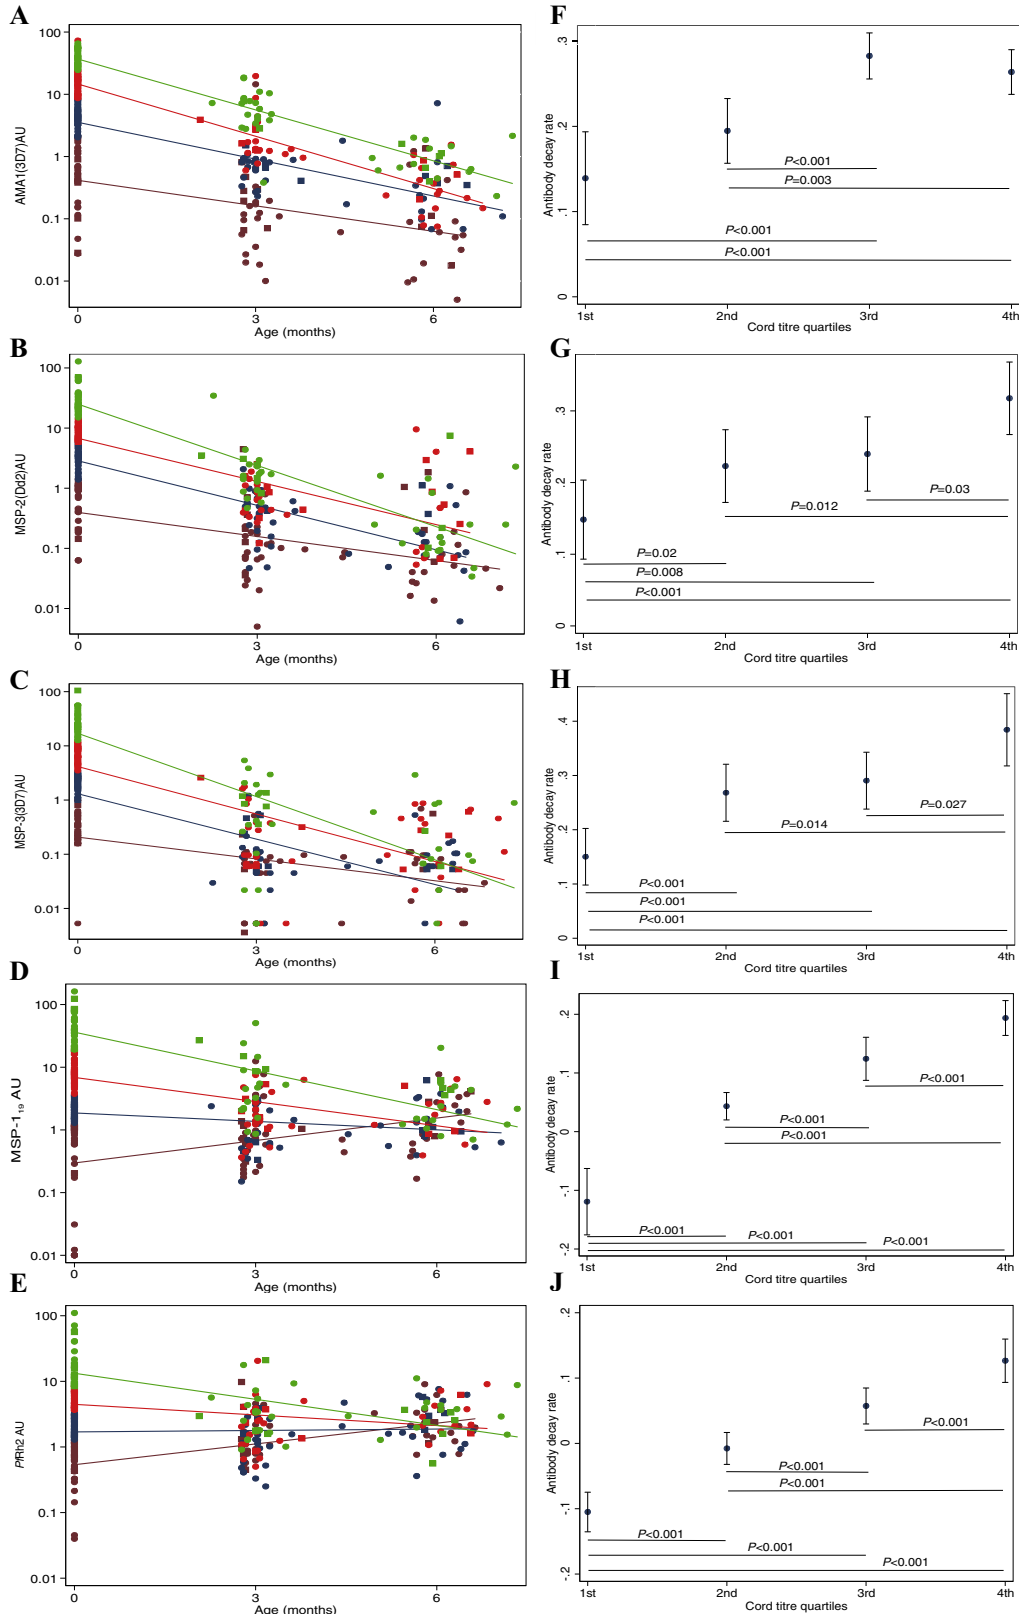 A
100
10
1
0.1
0.01
AMA1(3D7)AU
0
3
6
Age (months)
F
.3
.2
.1
0
Antibody decay rate
P<0.001
P=0.003
P<0.001
P<0.001
1st
2nd
3rd
4th
Cord titre quartiles
B
100
10
1
0.1
0.01
MSP-2(Dd2)AU
0
3
6
Age (months)
G
.3
.2
.1
0
Antibody decay rate
P=0.03
P=0.012
P=0.02
P=0.008
P<0.001
1st
2nd
3rd
4th
Cord titre quartiles
C
100
10
1
0.1
0.01
MSP-3(3D7)AU
0
3
6
Age (months)
H
.4
.3
.2
.1
0
Antibody decay rate
P=0.027
P=0.014
P<0.001
P<0.001
P<0.001
1st
2nd
3rd
4th
Cord titre quartiles
D
100
10
1
0.1
0.01
MSP-1₁₉ AU
0
3
6
Age (months)
I
.2
.1
0
-.1
-.2
Antibody decay rate
P<0.001
P<0.001
P<0.001
P<0.001
P<0.001
P<0.001
1st
2nd
3rd
4th
Cord titre quartiles
E
100
10
1
0.1
0.01
PfRh2 AU
0
3
6
Age (months)
J
.2
.1
0
-.1
-.2
Antibody decay rate
P<0.001
P<0.001
P<0.001
P<0.001
P<0.001
P<0.001
1st
2nd
3rd
4th
Cord titre quartiles